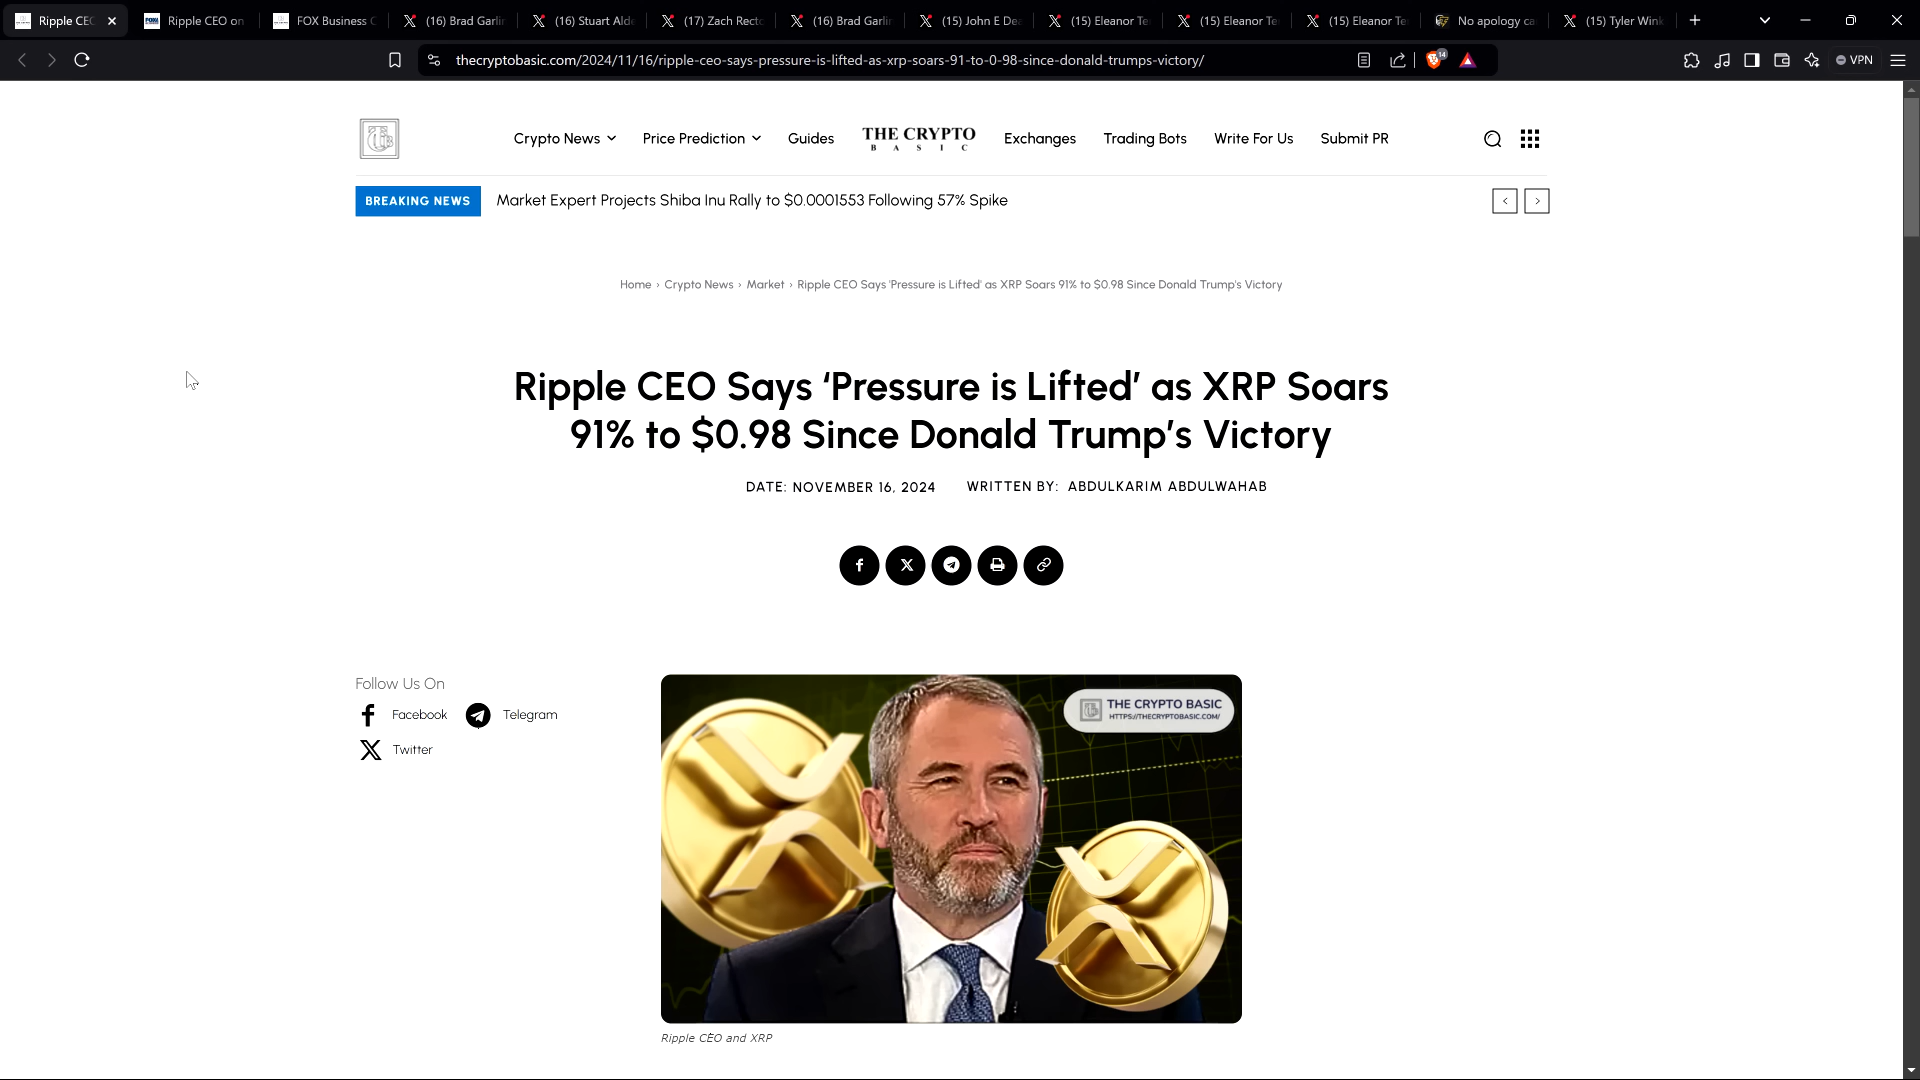 Ripple CEO
Ripple CEO on
FOX Business C
(16) Brad Garlin
(16) Stuart Alde
(17) Zach Recto
(16) Brad Garlin
(15) John E Dea
(15) Eleanor Te
(15) Eleanor Te
(15) Eleanor Te
No apology ca
(15) Tyler Wink
thecryptobasic.com/2024/11/16/ripple-ceo-says-pressure-is-lifted-as-xrp-soars-91-to-0-98-since-donald-trumps-victory/
14
VPN
Crypto News
Price Prediction
Guides
THE CRYPTO
BASIC
Exchanges
Trading Bots
Write For Us
Submit PR
BREAKING NEWS
Market Expert Projects Shiba Inu Rally to $0.0001553 Following 57% Spike
Home › Crypto News › Market › Ripple CEO Says 'Pressure is Lifted' as XRP Soars 91% to $0.98 Since Donald Trump's Victory
Ripple CEO Says ‘Pressure is Lifted’ as XRP Soars
91% to $0.98 Since Donald Trump’s Victory
DATE: NOVEMBER 16, 2024
WRITTEN BY: ABDULKARIM ABDULWAHAB
Follow Us On
Facebook
Telegram
Twitter
THE CRYPTO BASIC
HTTPS://THECRYPTOBASIC.COM/
Ripple CEO and XRP